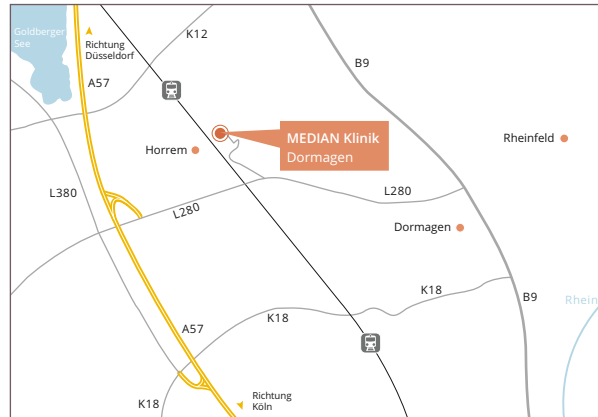 Goldberger
See
K12
Richtung
Düsseldorf
B9
A57
MEDIAN Klinik
Dormagen
Rheinfeld
Horrem
L380
L280
L280
Dormagen
K18
B9
Rhein
K18
A57
Richtung
Köln
K18